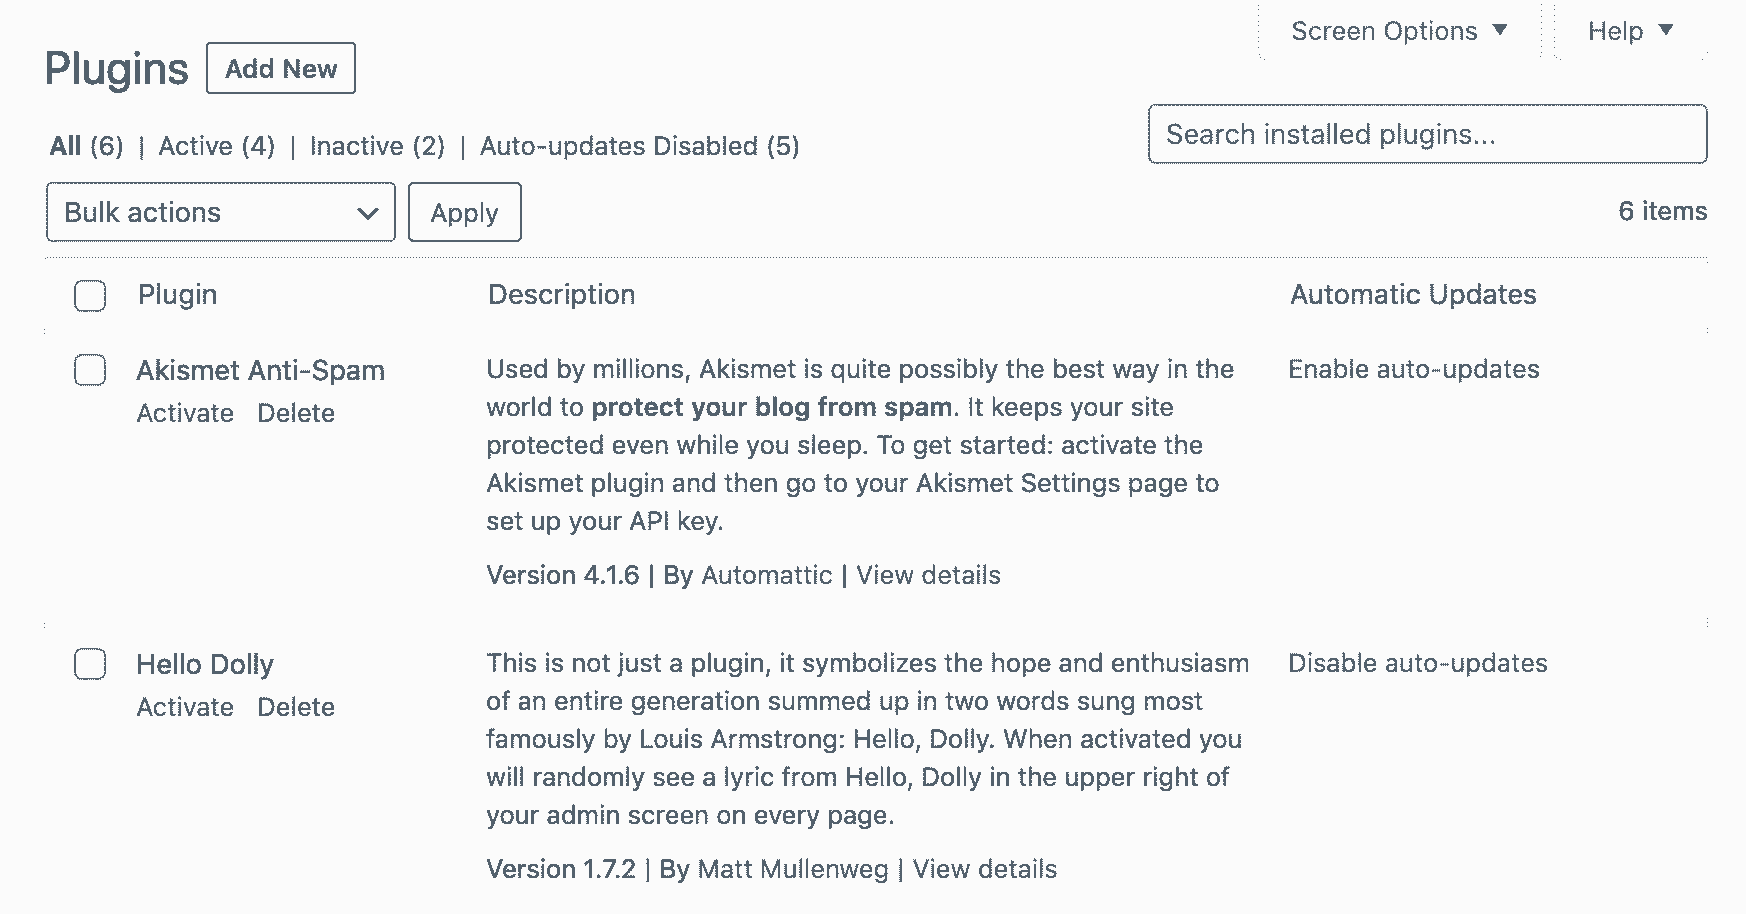 Screen Options ▼ Help ▼
Plugins Add New
All (6) | Active (4) | Inactive (2) | Auto-updates Disabled (5)
Search installed plugins...
Bulk actions Apply
6 items
Plugin Description Automatic Updates
Akismet Anti-Spam
Activate Delete
Used by millions, Akismet is quite possibly the best way in the
world to protect your blog from spam. It keeps your site
protected even while you sleep. To get started: activate the
Akismet plugin and then go to your Akismet Settings page to
set up your API key.
Version 4.1.6 | By Automattic | View details
Enable auto-updates
Hello Dolly
Activate Delete
This is not just a plugin, it symbolizes the hope and enthusiasm
of an entire generation summed up in two words sung most
famously by Louis Armstrong: Hello, Dolly. When activated you
will randomly see a lyric from Hello, Dolly in the upper right of
your admin screen on every page.
Version 1.7.2 | By Matt Mullenweg | View details
Disable auto-updates